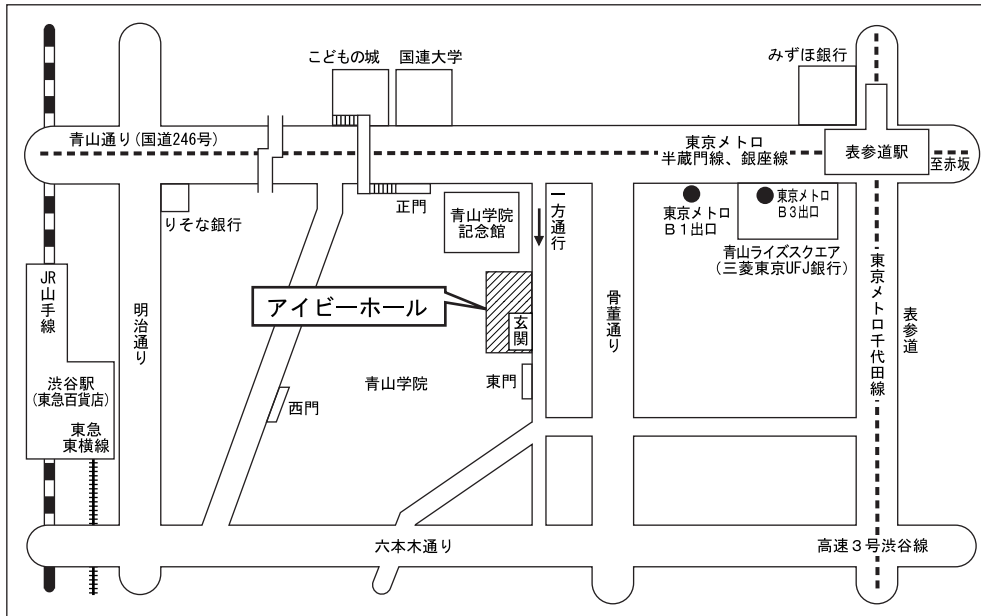 こどもの城
国連大学
みずほ銀行
青山通り(国道246号)
東京メトロ
半蔵門線、銀座線
表参道駅
至赤坂
りそな銀行
正門
青山学院
記念館
一方通行
東京メトロ
B1出口
東京メトロ
B3出口
青山ライズスクエア
(三菱東京UFJ銀行)
JR山手線
明治通り
アイビーホール
玄関
骨董通り
東京メトロ千代田線
表参道
渋谷駅
(東急百貨店)
東急
東横線
西門
青山学院
東門
六本木通り
高速3号渋谷線